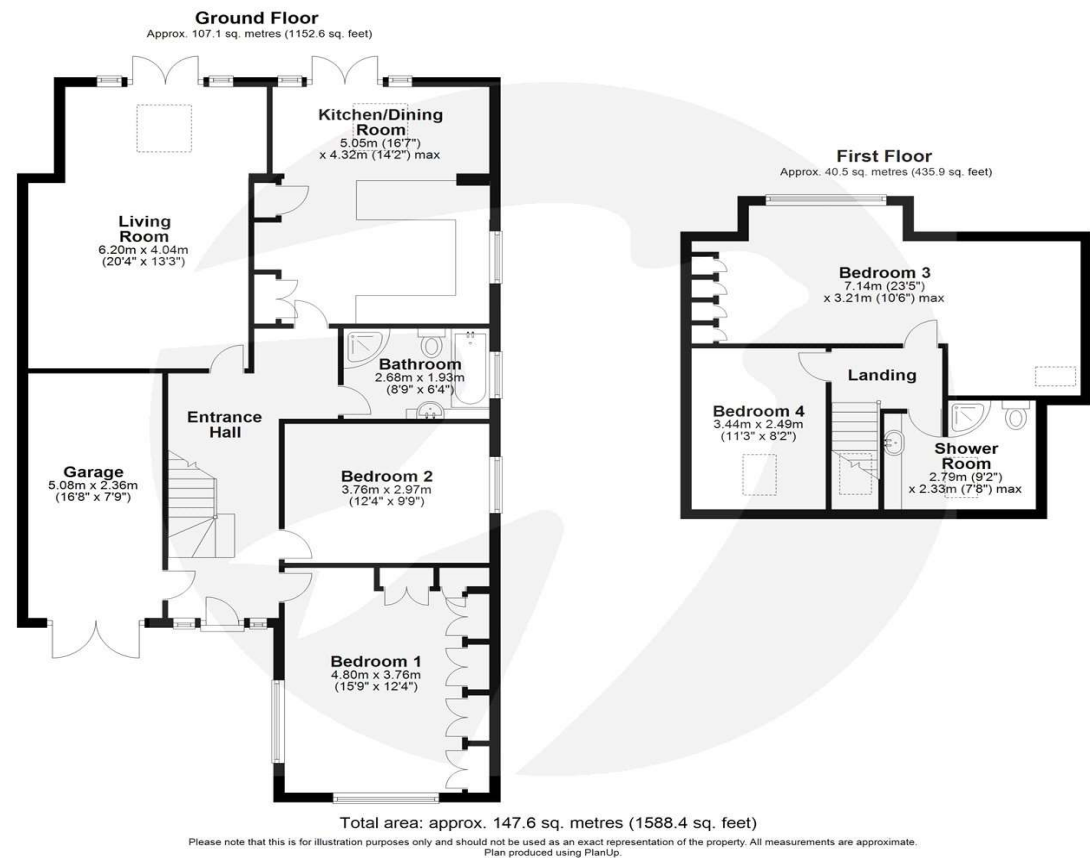 Ground Floor
Approx. 107.1 sq. metres (1152.6 sq. feet)
Kitchen/Dining
Room
5.05m (16'7")
x 4.32m (14'2") max
Living
Room
6.20m x 4.04m
(20'4" x 13'3")
Bathroom
2.68m x 1.93m
(8'9" x 6'4")
Entrance
Hall
Garage
5.08m x 2.36m
(16'8" x 7'9")
Bedroom 2
3.76m x 2.97m
(12'4" x 9'9")
Bedroom 1
4.80m x 3.76m
(15'9" x 12'4")
First Floor
Approx. 40.5 sq. metres (435.9 sq. feet)
Bedroom 3
7.14m (23'5")
x 3.21m (10'6") max
Landing
Bedroom 4
3.44m x 2.49m
(11'3" x 8'2")
Shower
Room
2.79m (9'2")
x 2.33m (7'8") max
Total area: approx. 147.6 sq. metres (1588.4 sq. feet)
Please note that this is for illustration purposes only and should not be used as an exact representation of the property. All measurements are approximate.
Plan produced using PlanUp.